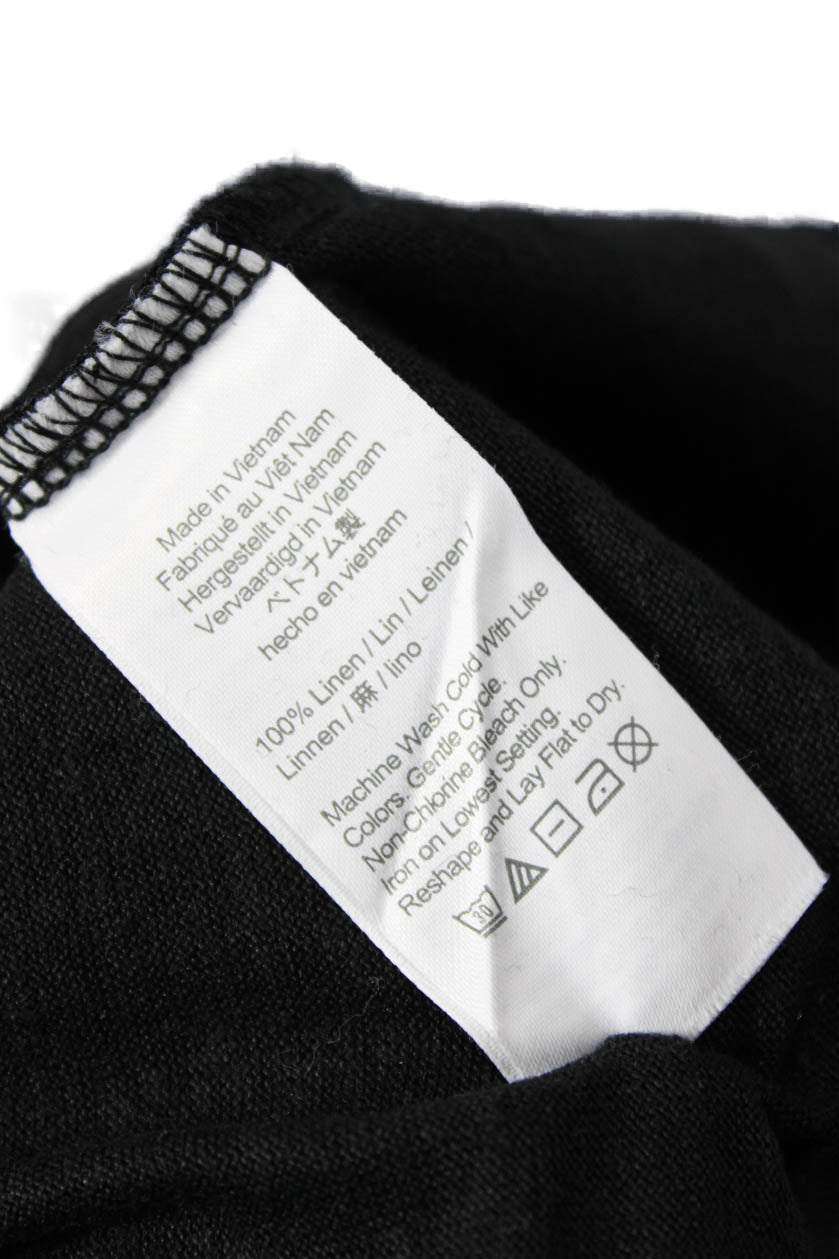 Made in Vietnam
Fabriqué au Viêt Nam
Hergestellt in Vietnam
Vervaardigd in Vietnam
ベトナム製
hecho en vietnam
100% Linen / Lin / Leinen /
Linnen / 麻 / lino
Machine Wash Cold With Like
Colors. Gentle Cycle.
Non-Chlorine Bleach Only.
Iron on Lowest Setting.
Reshape and Lay Flat to Dry.
30